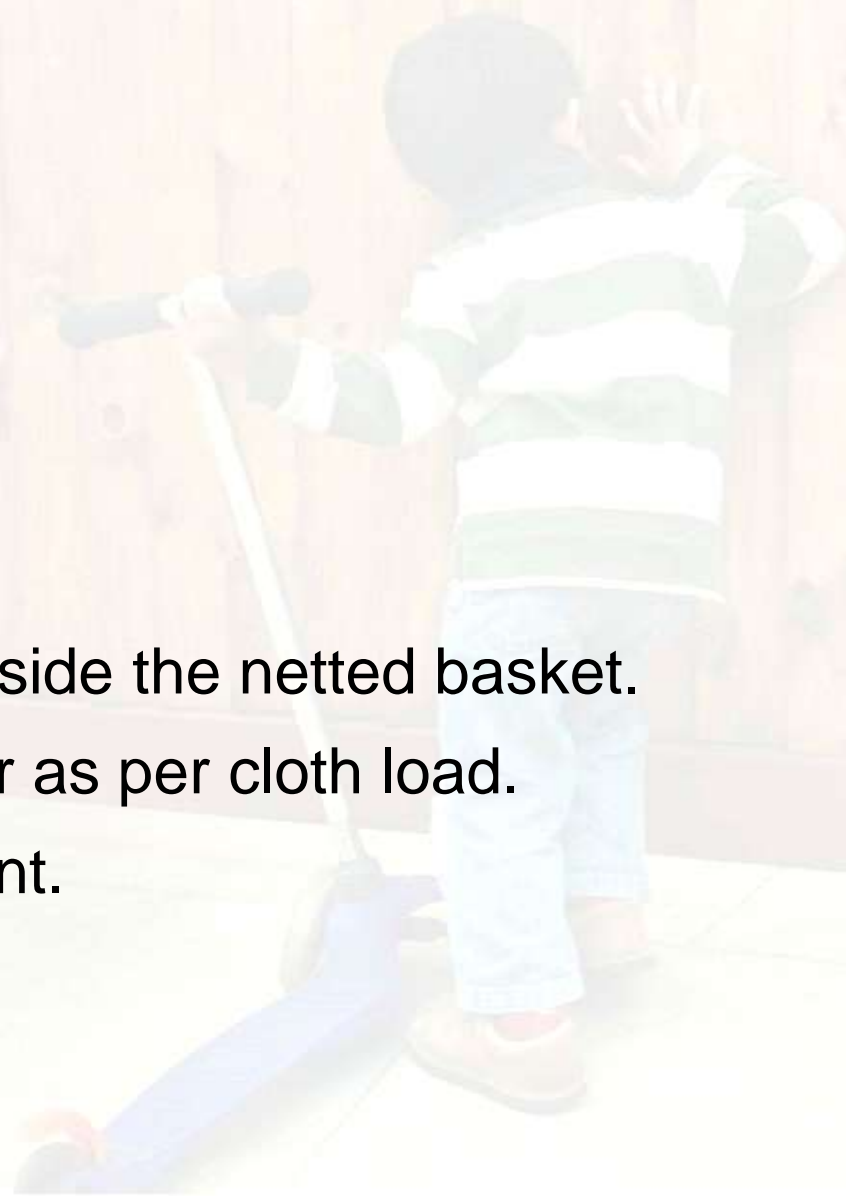 side the netted basket.
r as per cloth load.
nt.